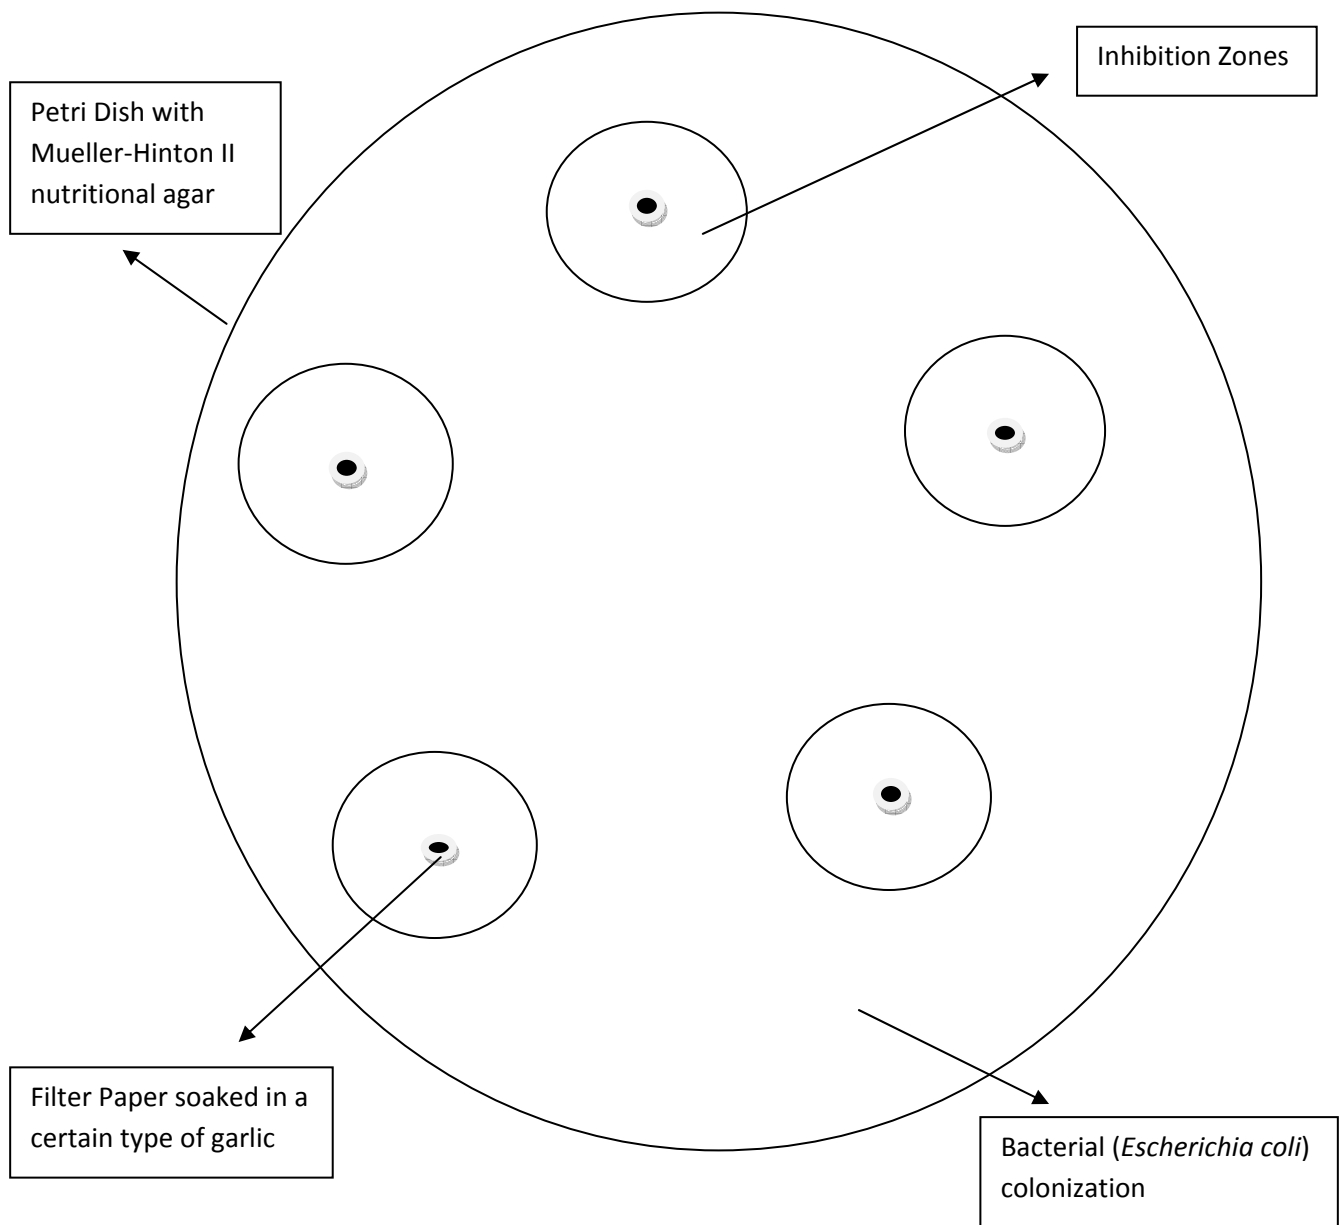 Inhibition Zones
Petri Dish with
Mueller-Hinton II
nutritional agar
Filter Paper soaked in a
certain type of garlic
Bacterial (Escherichia coli)
colonization